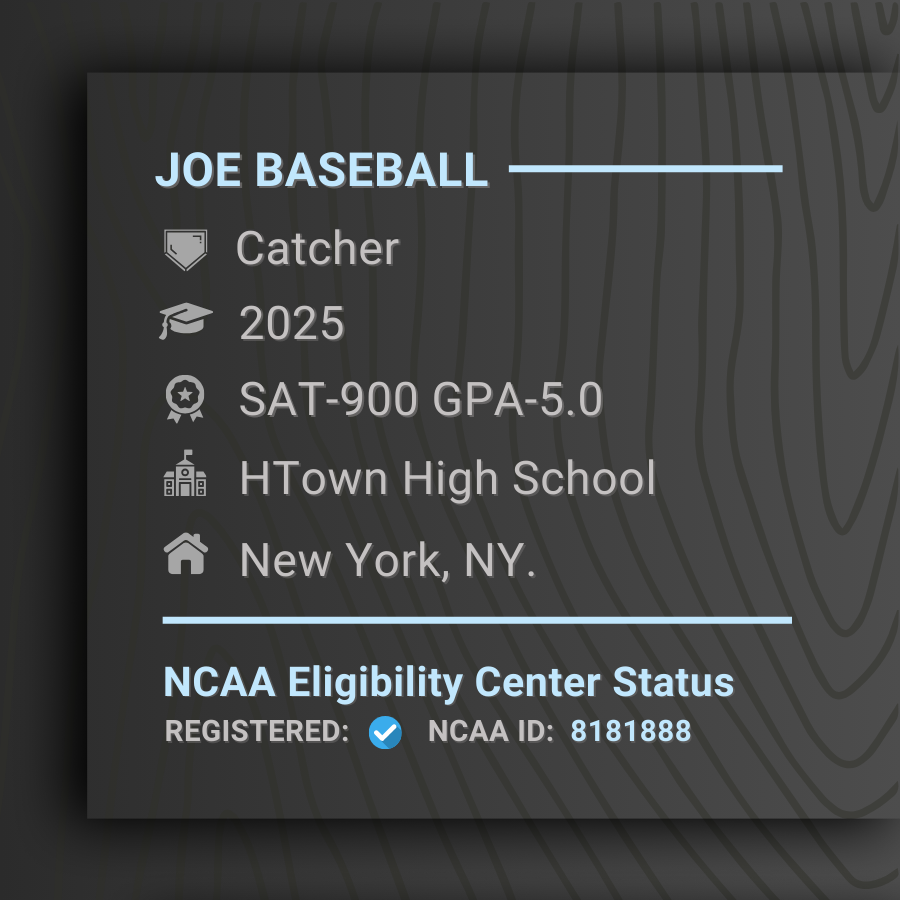 JOE BASEBALL
Catcher
2025
SAT-900 GPA-5.0
HTown High School
New York, NY.
NCAA Eligibility Center Status
REGISTERED: NCAA ID: 8181888